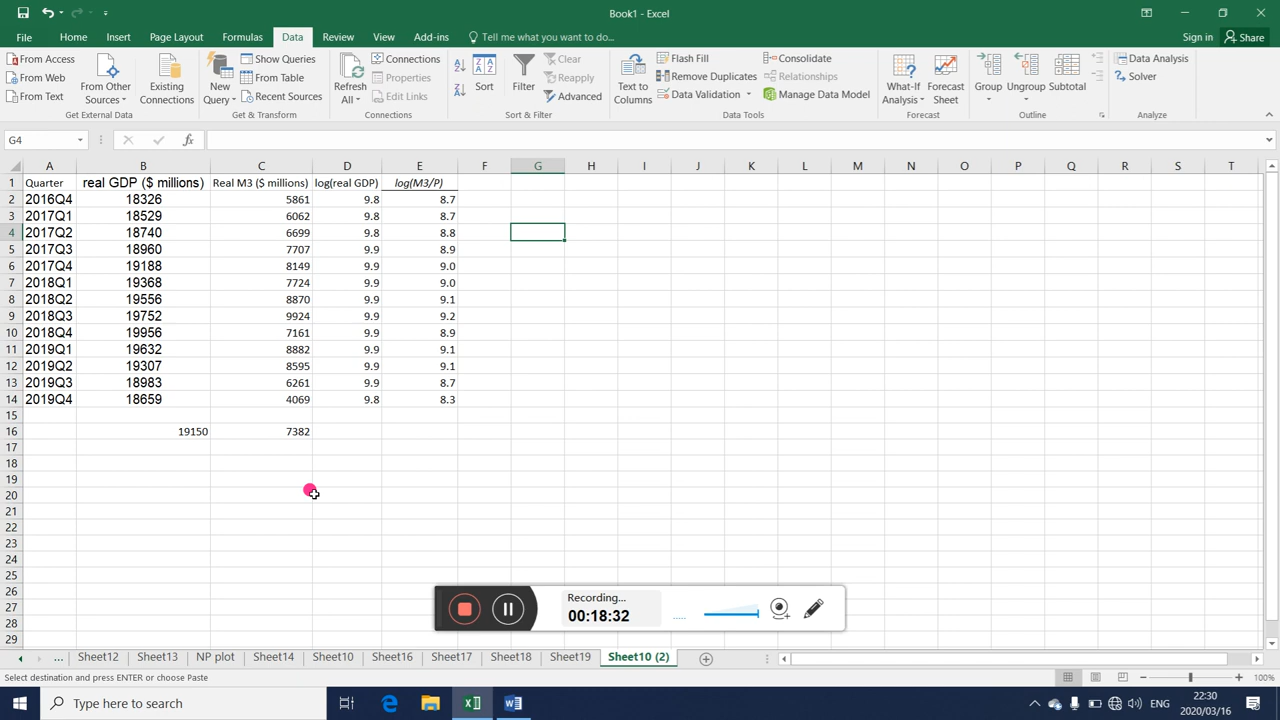 Book1 - Excel
File Home Insert Page Layout Formulas Data Review View Add-ins Tell me what you want to do... Sign in Share
From Access
From Web
From Text
From Other Sources
Existing Connections
Get External Data
New Query
Show Queries
From Table
Recent Sources
Get & Transform
Refresh All
Connections
Properties
Edit Links
Connections
Sort
Filter
Clear
Reapply
Advanced
Sort & Filter
Text to Columns
Flash Fill
Remove Duplicates
Data Validation
Consolidate
Relationships
Manage Data Model
Data Tools
What-If Analysis
Forecast Sheet
Forecast
Group
Ungroup
Subtotal
Outline
Data Analysis
Solver
Analyze
G4 fx
A B C D E F G H I J K L M N O P Q R S T
1 Quarter real GDP ($ millions) Real M3 ($ millions) log(real GDP) log(M3/P)
2 2016Q4 18326 5861 9.8 8.7
3 2017Q1 18529 6062 9.8 8.7
4 2017Q2 18740 6699 9.8 8.8
5 2017Q3 18960 7707 9.9 8.9
6 2017Q4 19188 8149 9.9 9.0
7 2018Q1 19368 7724 9.9 9.0
8 2018Q2 19556 8870 9.9 9.1
9 2018Q3 19752 9924 9.9 9.2
10 2018Q4 19956 7161 9.9 8.9
11 2019Q1 19632 8882 9.9 9.1
12 2019Q2 19307 8595 9.9 9.1
13 2019Q3 18983 6261 9.9 8.7
14 2019Q4 18659 4069 9.8 8.3
15
16 19150 7382
17
18
19
20
21
22
23
24
25
26
27
28
29
Recording...
00:18:32
... Sheet12 Sheet13 NP plot Sheet14 Sheet10 Sheet16 Sheet17 Sheet18 Sheet19 Sheet10 (2)
Select destination and press ENTER or choose Paste 100%
Type here to search
ENG
22:30
2020/03/16